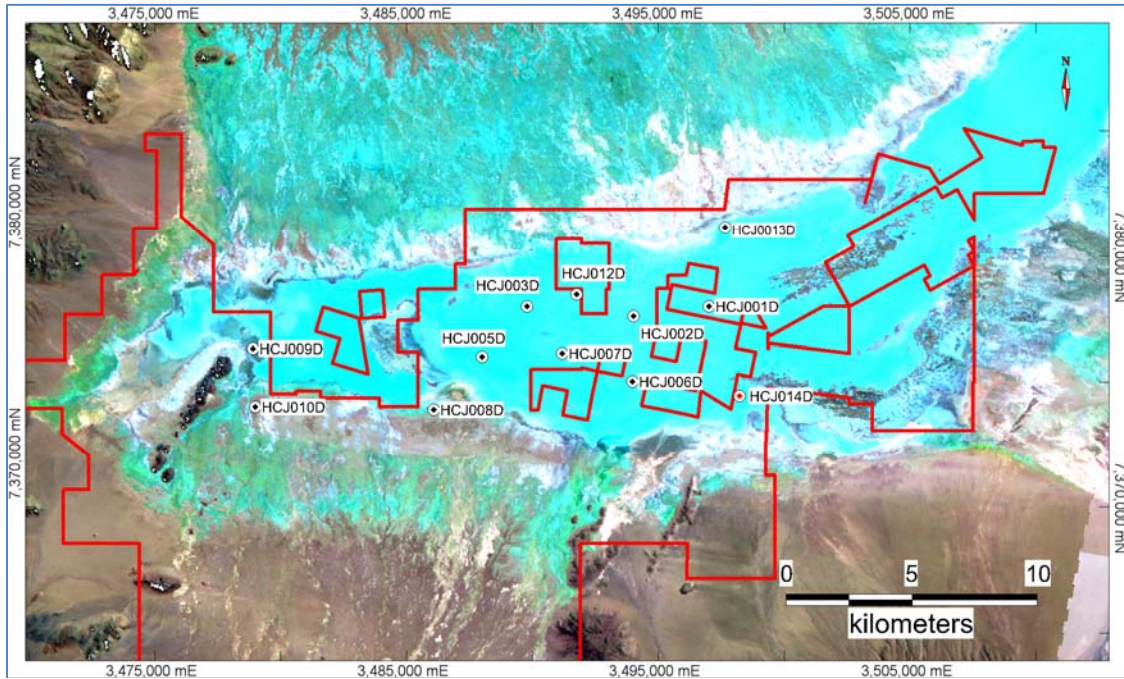 3,475,000 mE
3,485,000 mE
3,495,000 mE
3,505,000 mE
N
7,380,000 mN
7,380,000 mN
HCJ0013D
HCJ012D
HCJ003D
HCJ001D
HCJ002D
HCJ005D
HCJ009D
HCJ007D
HCJ006D
HCJ014D
HCJ010D
HCJ008D
7,370,000 mN
7,370,000 mN
0 5 10
kilometers
3,475,000 mE
3,485,000 mE
3,495,000 mE
3,505,000 mE